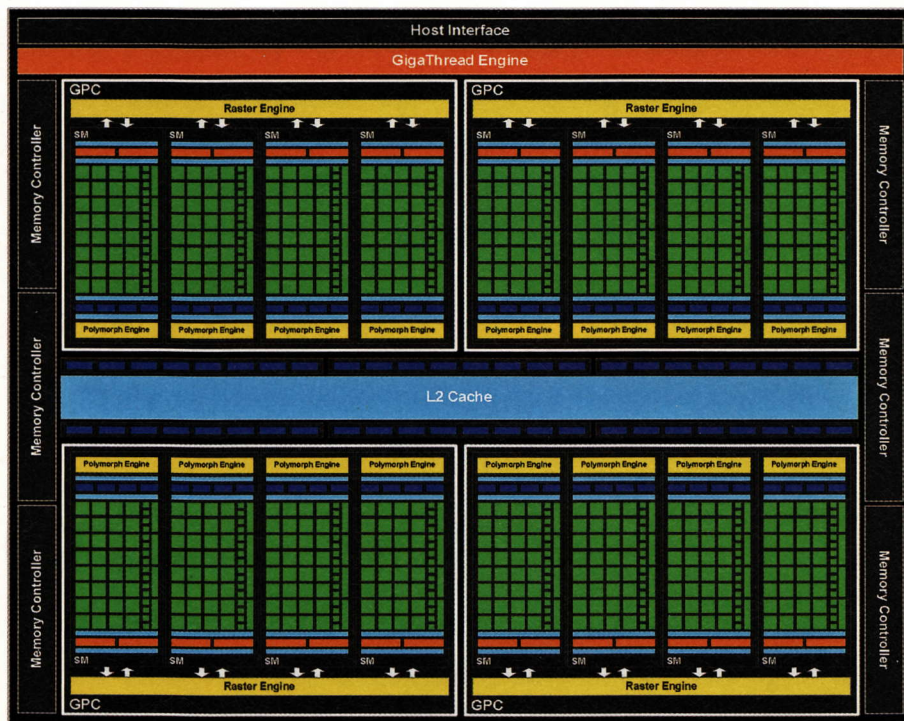 Host Interface
GigaThread Engine
GPC
Raster Engine
SM SM SM SM
Polymorph Engine Polymorph Engine Polymorph Engine Polymorph Engine
GPC
Raster Engine
SM SM SM SM
Polymorph Engine Polymorph Engine Polymorph Engine Polymorph Engine
Memory Controller
Memory Controller
Memory Controller
Memory Controller
Memory Controller
Memory Controller
L2 Cache
Polymorph Engine Polymorph Engine Polymorph Engine Polymorph Engine
SM SM SM SM
Raster Engine
GPC
Polymorph Engine Polymorph Engine Polymorph Engine Polymorph Engine
SM SM SM SM
Raster Engine
GPC